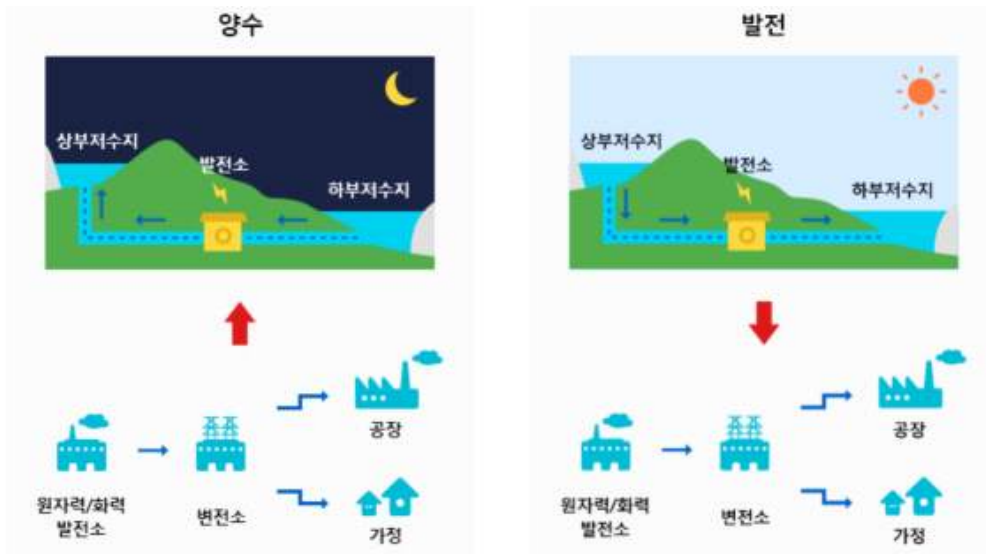 양수
상부저수지
발전소
하부저수지
공장
원자력/화력
발전소
변전소
가정
발전
상부저수지
발전소
하부저수지
공장
원자력/화력
발전소
변전소
가정